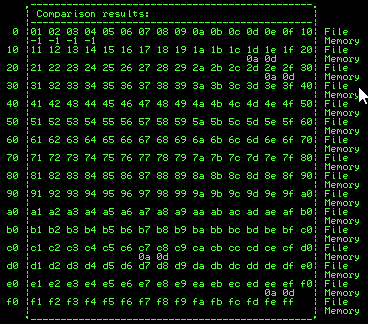 Comparison results:
0 01 02 03 04 05 06 07 08 09 0a 0b 0c 0d 0e 0f 10 File
-1 -1 -1 -1 Memory
10 11 12 13 14 15 16 17 18 19 1a 1b 1c 1d 1e 1f 20 File
0a 0d Memory
20 21 22 23 24 25 26 27 28 29 2a 2b 2c 2d 2e 2f 30 File
0a 0d Memory
30 31 32 33 34 35 36 37 38 39 3a 3b 3c 3d 3e 3f 40 File
Memory
40 41 42 43 44 45 46 47 48 49 4a 4b 4c 4d 4e 4f 50 File
Memory
50 51 52 53 54 55 56 57 58 59 5a 5b 5c 5d 5e 5f 60 File
Memory
60 61 62 63 64 65 66 67 68 69 6a 6b 6c 6d 6e 6f 70 File
Memory
70 71 72 73 74 75 76 77 78 79 7a 7b 7c 7d 7e 7f 80 File
Memory
80 81 82 83 84 85 86 87 88 89 8a 8b 8c 8d 8e 8f 90 File
Memory
90 91 92 93 94 95 96 97 98 99 9a 9b 9c 9d 9e 9f a0 File
Memory
a0 a1 a2 a3 a4 a5 a6 a7 a8 a9 aa ab ac ad ae af b0 File
Memory
b0 b1 b2 b3 b4 b5 b6 b7 b8 b9 ba bb bc bd be bf c0 File
Memory
c0 c1 c2 c3 c4 c5 c6 c7 c8 c9 ca cb cc cd ce cf d0 File
0a 0d Memory
d0 d1 d2 d3 d4 d5 d6 d7 d8 d9 da db dc dd de df e0 File
Memory
e0 e1 e2 e3 e4 e5 e6 e7 e8 e9 ea eb ec ed ee ef f0 File
0a 0d Memory
f0 f1 f2 f3 f4 f5 f6 f7 f8 f9 fa fb fc fd fe ff File
Memory